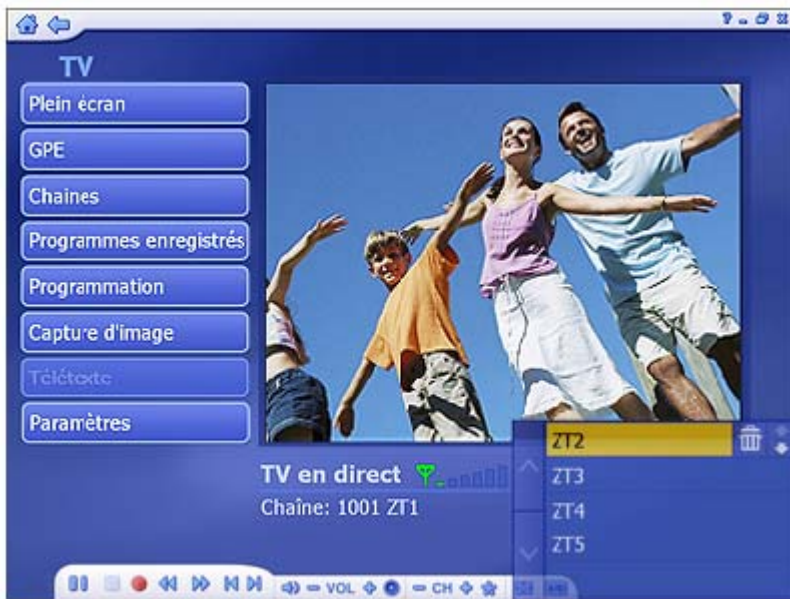 TV
Plein écran
GPE
Chaines
Programmes enregistrés
Programmation
Capture d'image
Télétexte
Paramètres
TV en direct
Chaîne: 1001 ZT1
ZT2
ZT3
ZT4
ZT5
VOL
CH